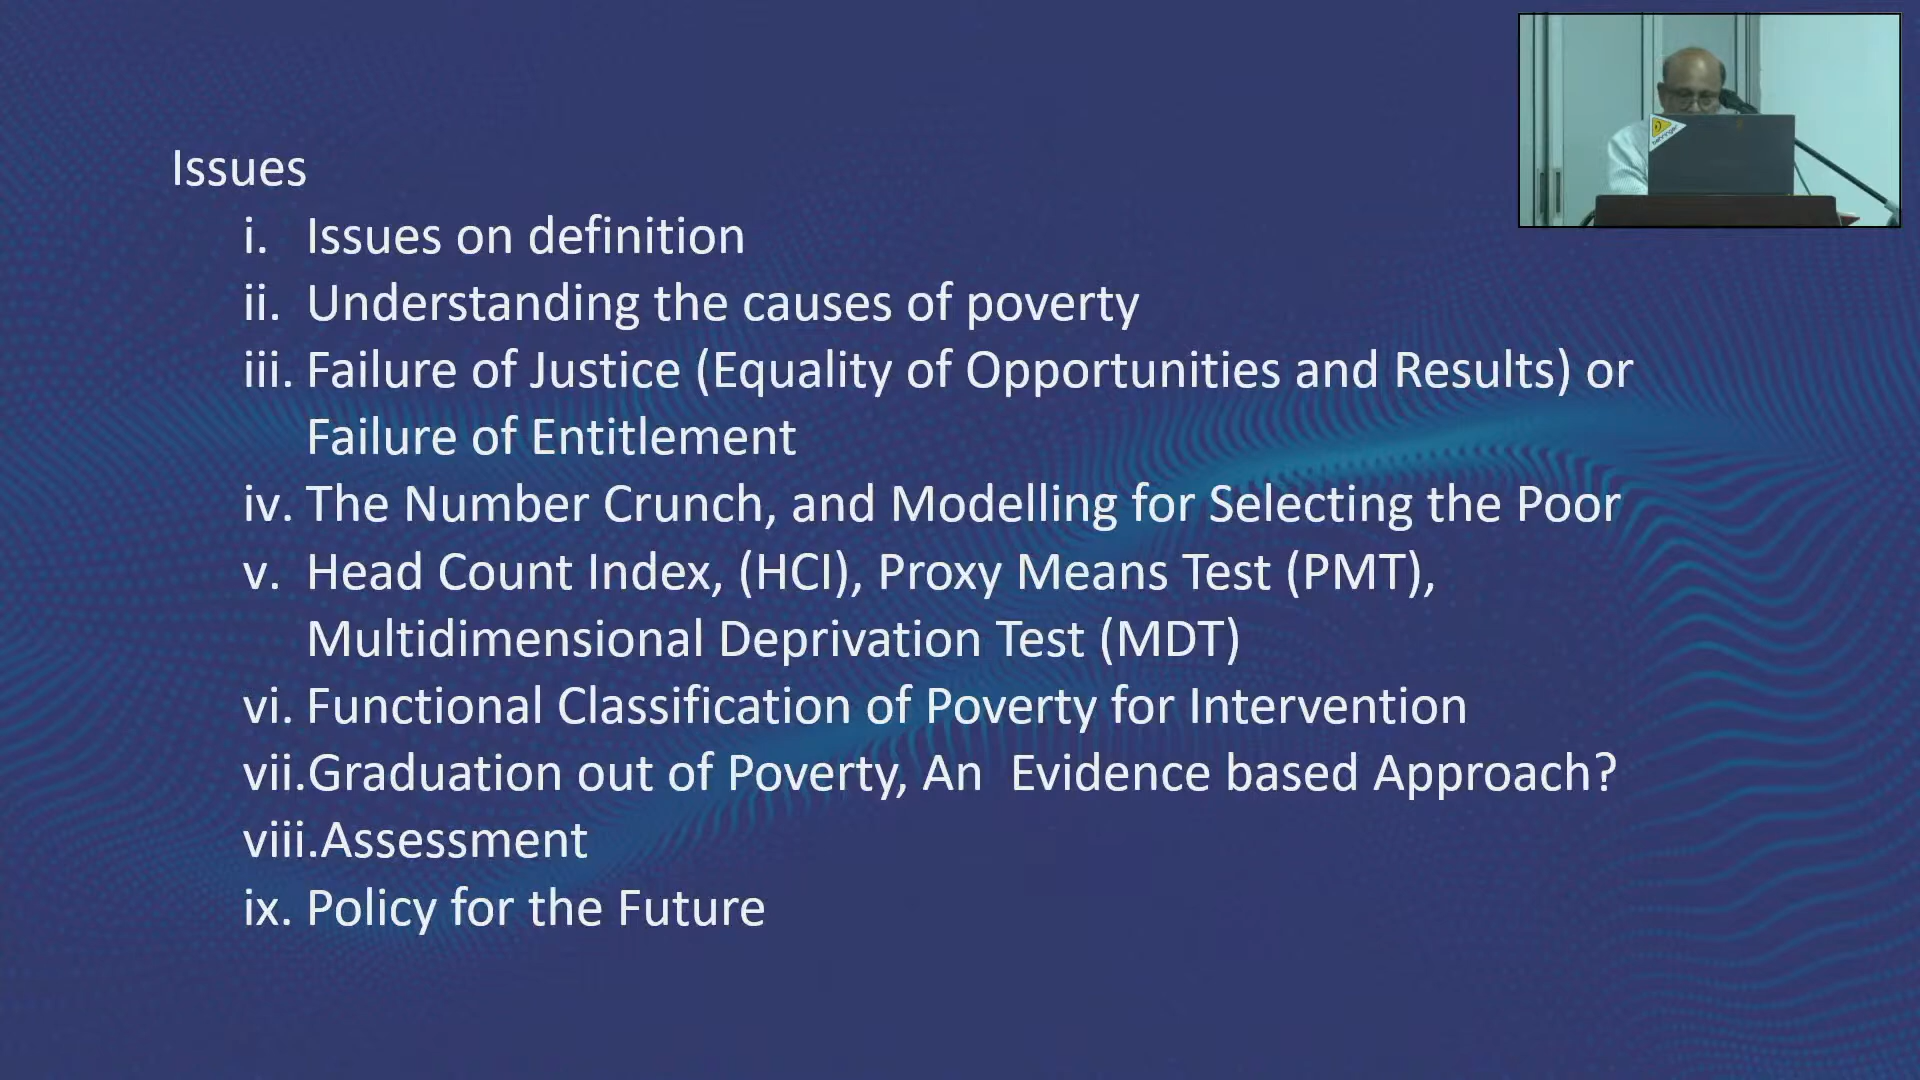 Issues
i. Issues on definition
ii. Understanding the causes of poverty
iii. Failure of Justice (Equality of Opportunities and Results) or
Failure of Entitlement
iv. The Number Crunch, and Modelling for Selecting the Poor
v. Head Count Index, (HCI), Proxy Means Test (PMT),
Multidimensional Deprivation Test (MDT)
vi. Functional Classification of Poverty for Intervention
vii.Graduation out of Poverty, An  Evidence based Approach?
viii.Assessment
ix. Policy for the Future